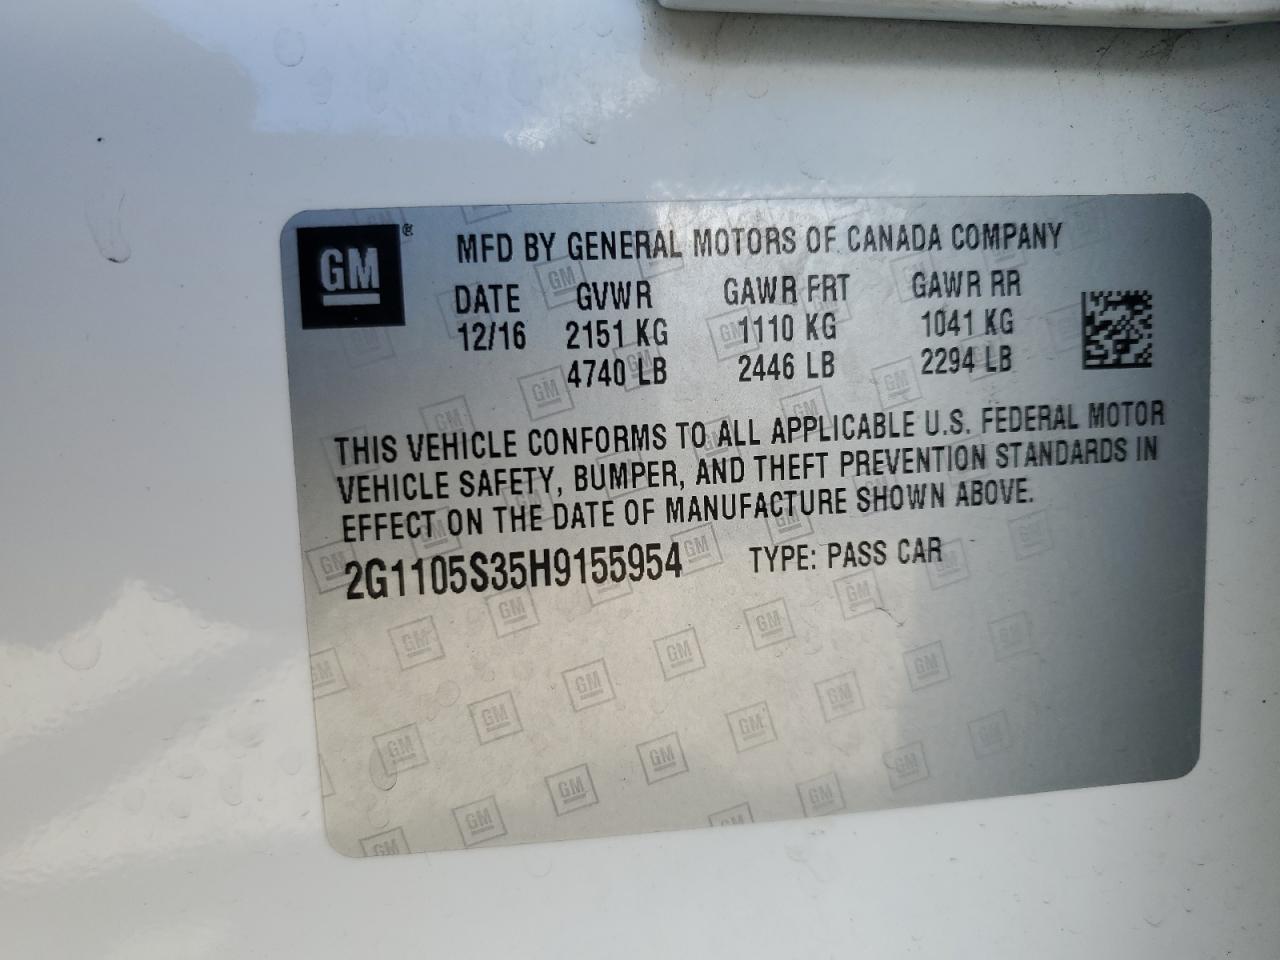 GM ®
MFD BY GENERAL MOTORS OF CANADA COMPANY
DATE GVWR GAWR FRT GAWR RR
12/16 2151 KG 1110 KG 1041 KG
4740 LB 2446 LB 2294 LB
THIS VEHICLE CONFORMS TO ALL APPLICABLE U.S. FEDERAL MOTOR
VEHICLE SAFETY, BUMPER, AND THEFT PREVENTION STANDARDS IN
EFFECT ON THE DATE OF MANUFACTURE SHOWN ABOVE.
2G1105S35H9155954 TYPE: PASS CAR